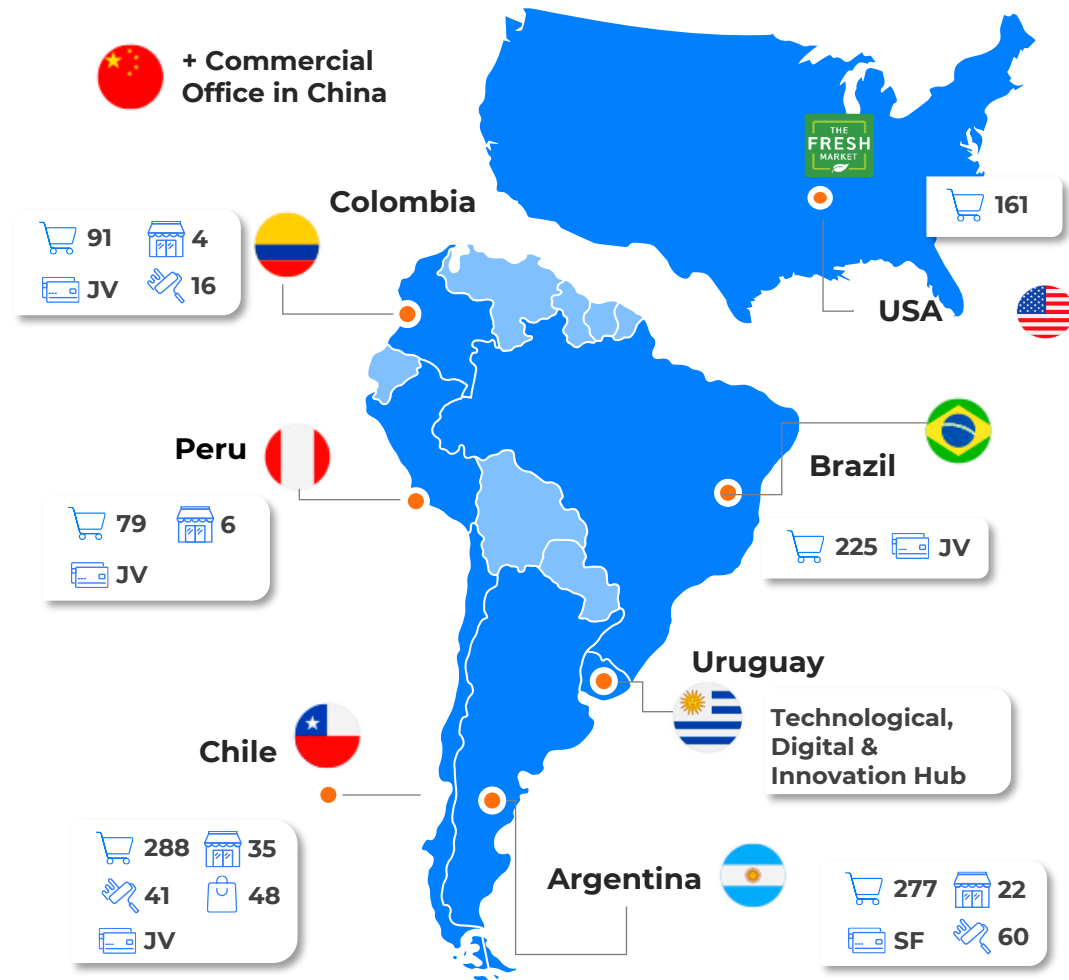 + Commercial
Office in China
THE
FRESH
MARKET
161
USA
Colombia
91 4
JV 16
Peru
79 6
JV
Brazil
225 JV
Uruguay
Technological,
Digital &
Innovation Hub
Chile
288 35
41 48
JV
Argentina
277 22
SF 60